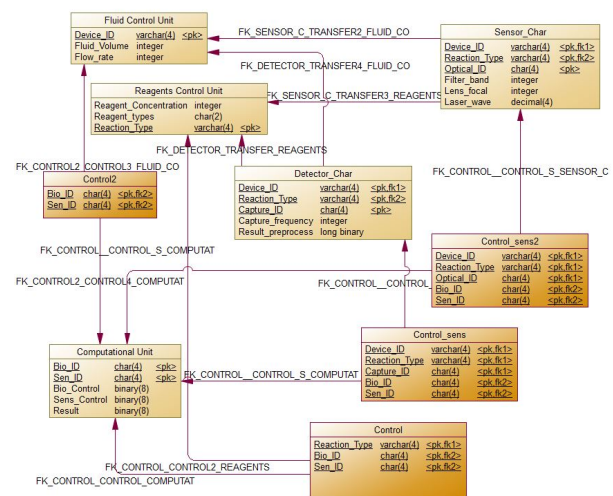 Fluid Control Unit
Device_ID varchar(4) <pk>
Fluid_Volume integer
Flow_rate integer
FK_SENSOR_C_TRANSFER2_FLUID_CO
Sensor_Char
Device_ID varchar(4) <pk,fk1>
Reaction_Type varchar(4) <pk,fk2>
Optical_ID char(4) <pk>
Filter_band integer
Lens_focal integer
Laser_wave decimal(4)
FK_DETECTOR_TRANSFER4_FLUID_CO
Reagents Control Unit
Reagent_Concentration integer
Reagent_types char(2)
Reaction_Type varchar(4) <pk>
FK_SENSOR_C_TRANSFER3_REAGENTS
FK_DETECTOR_TRANSFER_REAGENTS
FK_CONTROL2_CONTROL3_FLUID_CO
FK_CONTROL__CONTROL_S_SENSOR_C
Control2
Bio_ID char(4) <pk,fk2>
Sen_ID char(4) <pk,fk2>
Detector_Char
Device_ID varchar(4) <pk,fk1>
Reaction_Type varchar(4) <pk,fk2>
Capture_ID char(4) <pk>
Capture_frequency integer
Result_preprocess long binary
FK_CONTROL__CONTROL_S_COMPUTAT
FK_CONTROL2_CONTROL4_COMPUTAT
FK_CONTROL__CONTROL_
Control_sens2
Device_ID varchar(4) <pk,fk1>
Reaction_Type varchar(4) <pk,fk1>
Optical_ID char(4) <pk,fk1>
Bio_ID char(4) <pk,fk2>
Sen_ID char(4) <pk,fk2>
Control_sens
Device_ID varchar(4) <pk,fk1>
Reaction_Type varchar(4) <pk,fk1>
Capture_ID char(4) <pk,fk1>
Bio_ID char(4) <pk,fk2>
Sen_ID char(4) <pk,fk2>
Computational Unit
Bio_ID char(4) <pk>
Sen_ID char(4) <pk>
Bio_Control binary(8)
Sens_Control binary(8)
Result binary(8)
FK_CONTROL__CONTROL_S_COMPUTAT
Control
Reaction_Type varchar(4) <pk,fk1>
Bio_ID char(4) <pk,fk2>
Sen_ID char(4) <pk,fk2>
FK_CONTROL_CONTROL2_REAGENTS
FK_CONTROL_CONTROL_COMPUTAT